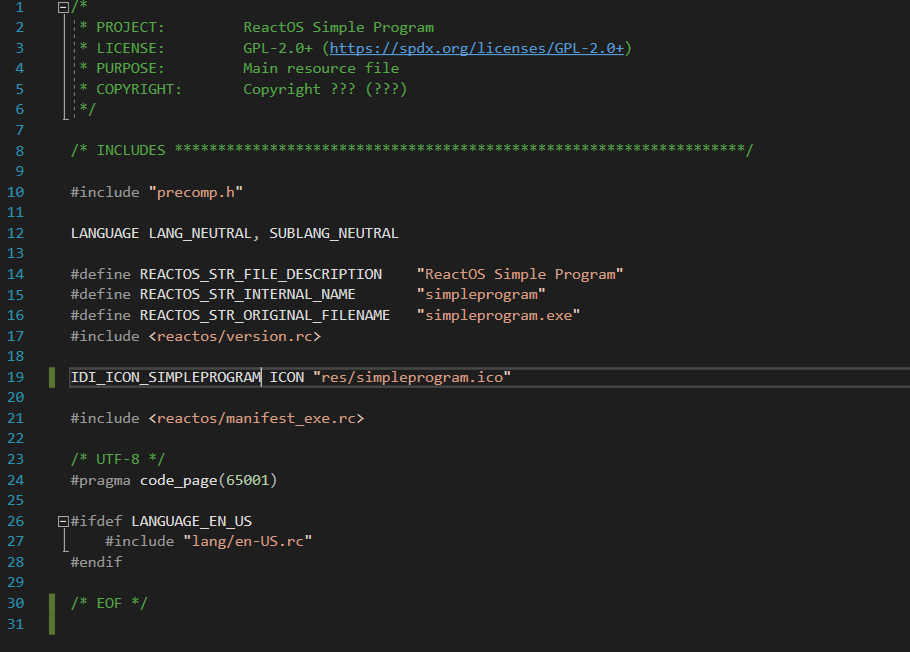 1 /*
2 * PROJECT: ReactOS Simple Program
3 * LICENSE: GPL-2.0+ (https://spdx.org/licenses/GPL-2.0+)
4 * PURPOSE: Main resource file
5 * COPYRIGHT: Copyright ??? (???)
6 */
7
8 /* INCLUDES ******************************************************************/
9
10 #include "precomp.h"
11
12 LANGUAGE LANG_NEUTRAL, SUBLANG_NEUTRAL
13
14 #define REACTOS_STR_FILE_DESCRIPTION "ReactOS Simple Program"
15 #define REACTOS_STR_INTERNAL_NAME "simpleprogram"
16 #define REACTOS_STR_ORIGINAL_FILENAME "simpleprogram.exe"
17 #include <reactos/version.rc>
18
19 IDI_ICON_SIMPLEPROGRAM ICON "res/simpleprogram.ico"
20
21 #include <reactos/manifest_exe.rc>
22
23 /* UTF-8 */
24 #pragma code_page(65001)
25
26 #ifdef LANGUAGE_EN_US
27 #include "lang/en-US.rc"
28 #endif
29
30 /* EOF */
31